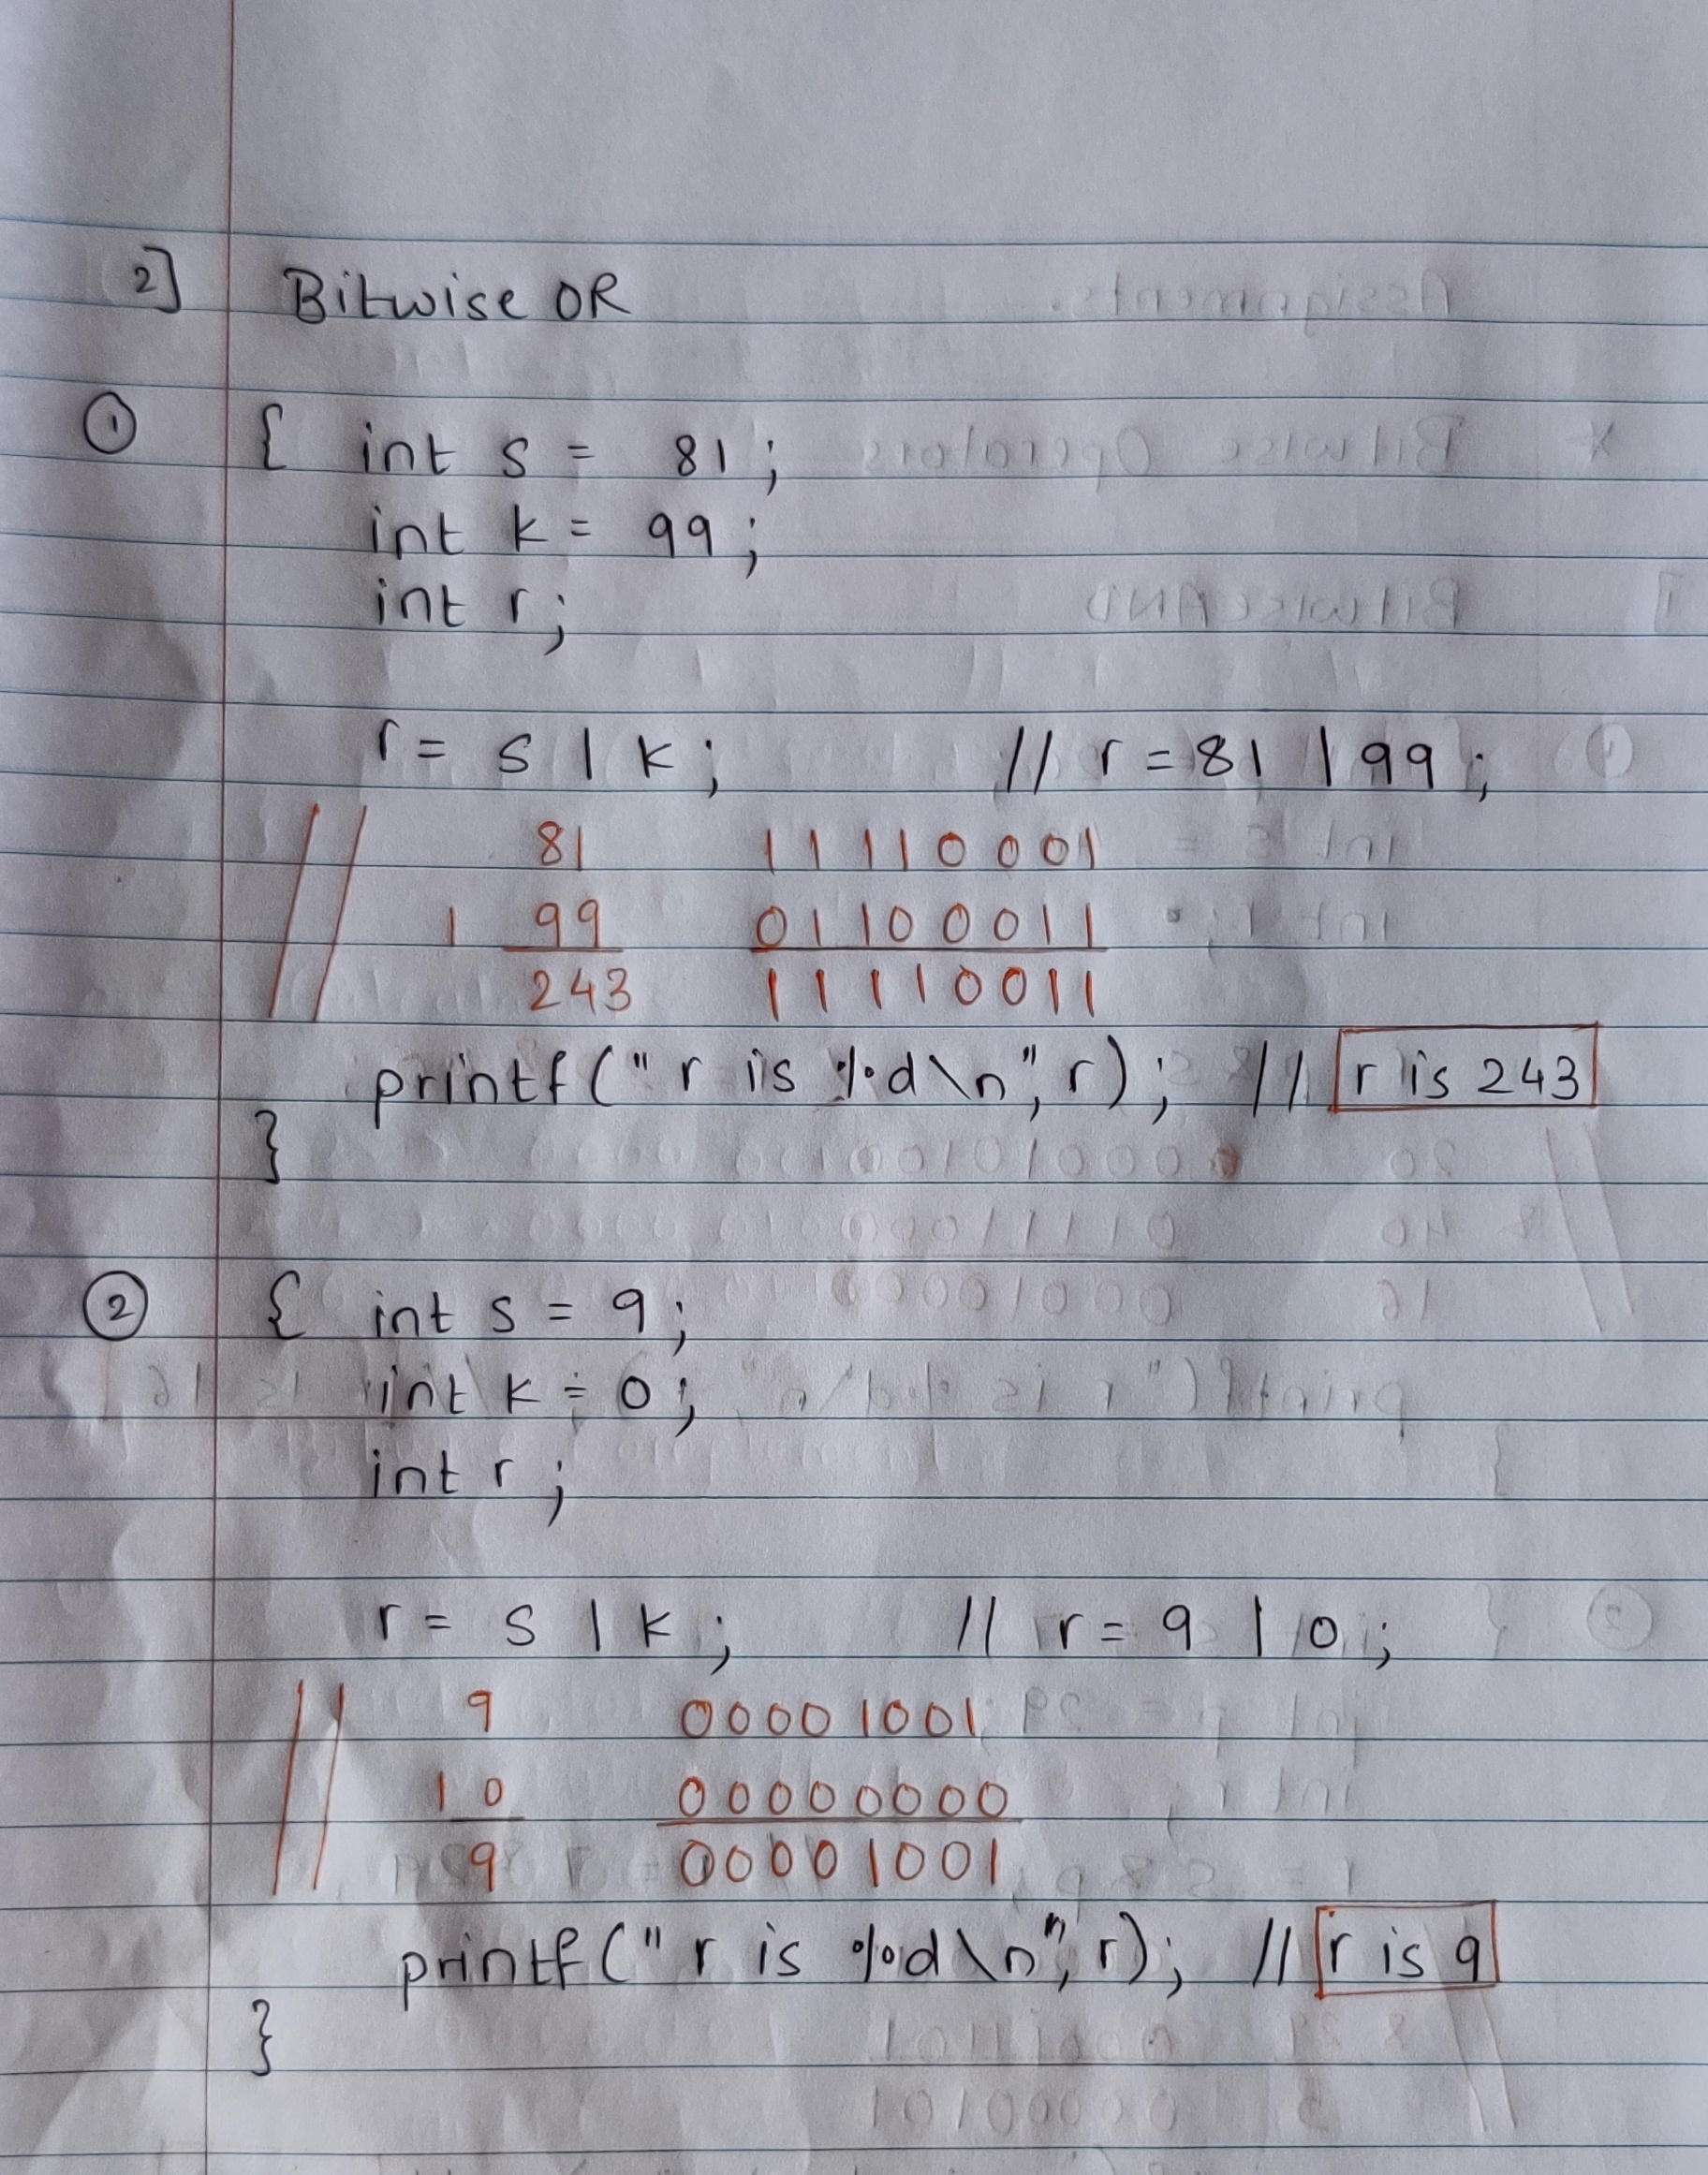 2] Bitwise OR
① { int s = 81;
int k = 99;
int r;
r = s | k; // r = 81 | 99;
// 81 11110001
| 99 01100011
243 11110011
printf("r is %d\n", r); // r is 243
}
② { int s = 9;
int k = 0;
int r;
r = s | k; // r = 9 | 0;
// 9 00001001
| 0 00000000
9 00001001
printf("r is %d\n", r); // r is 9
}